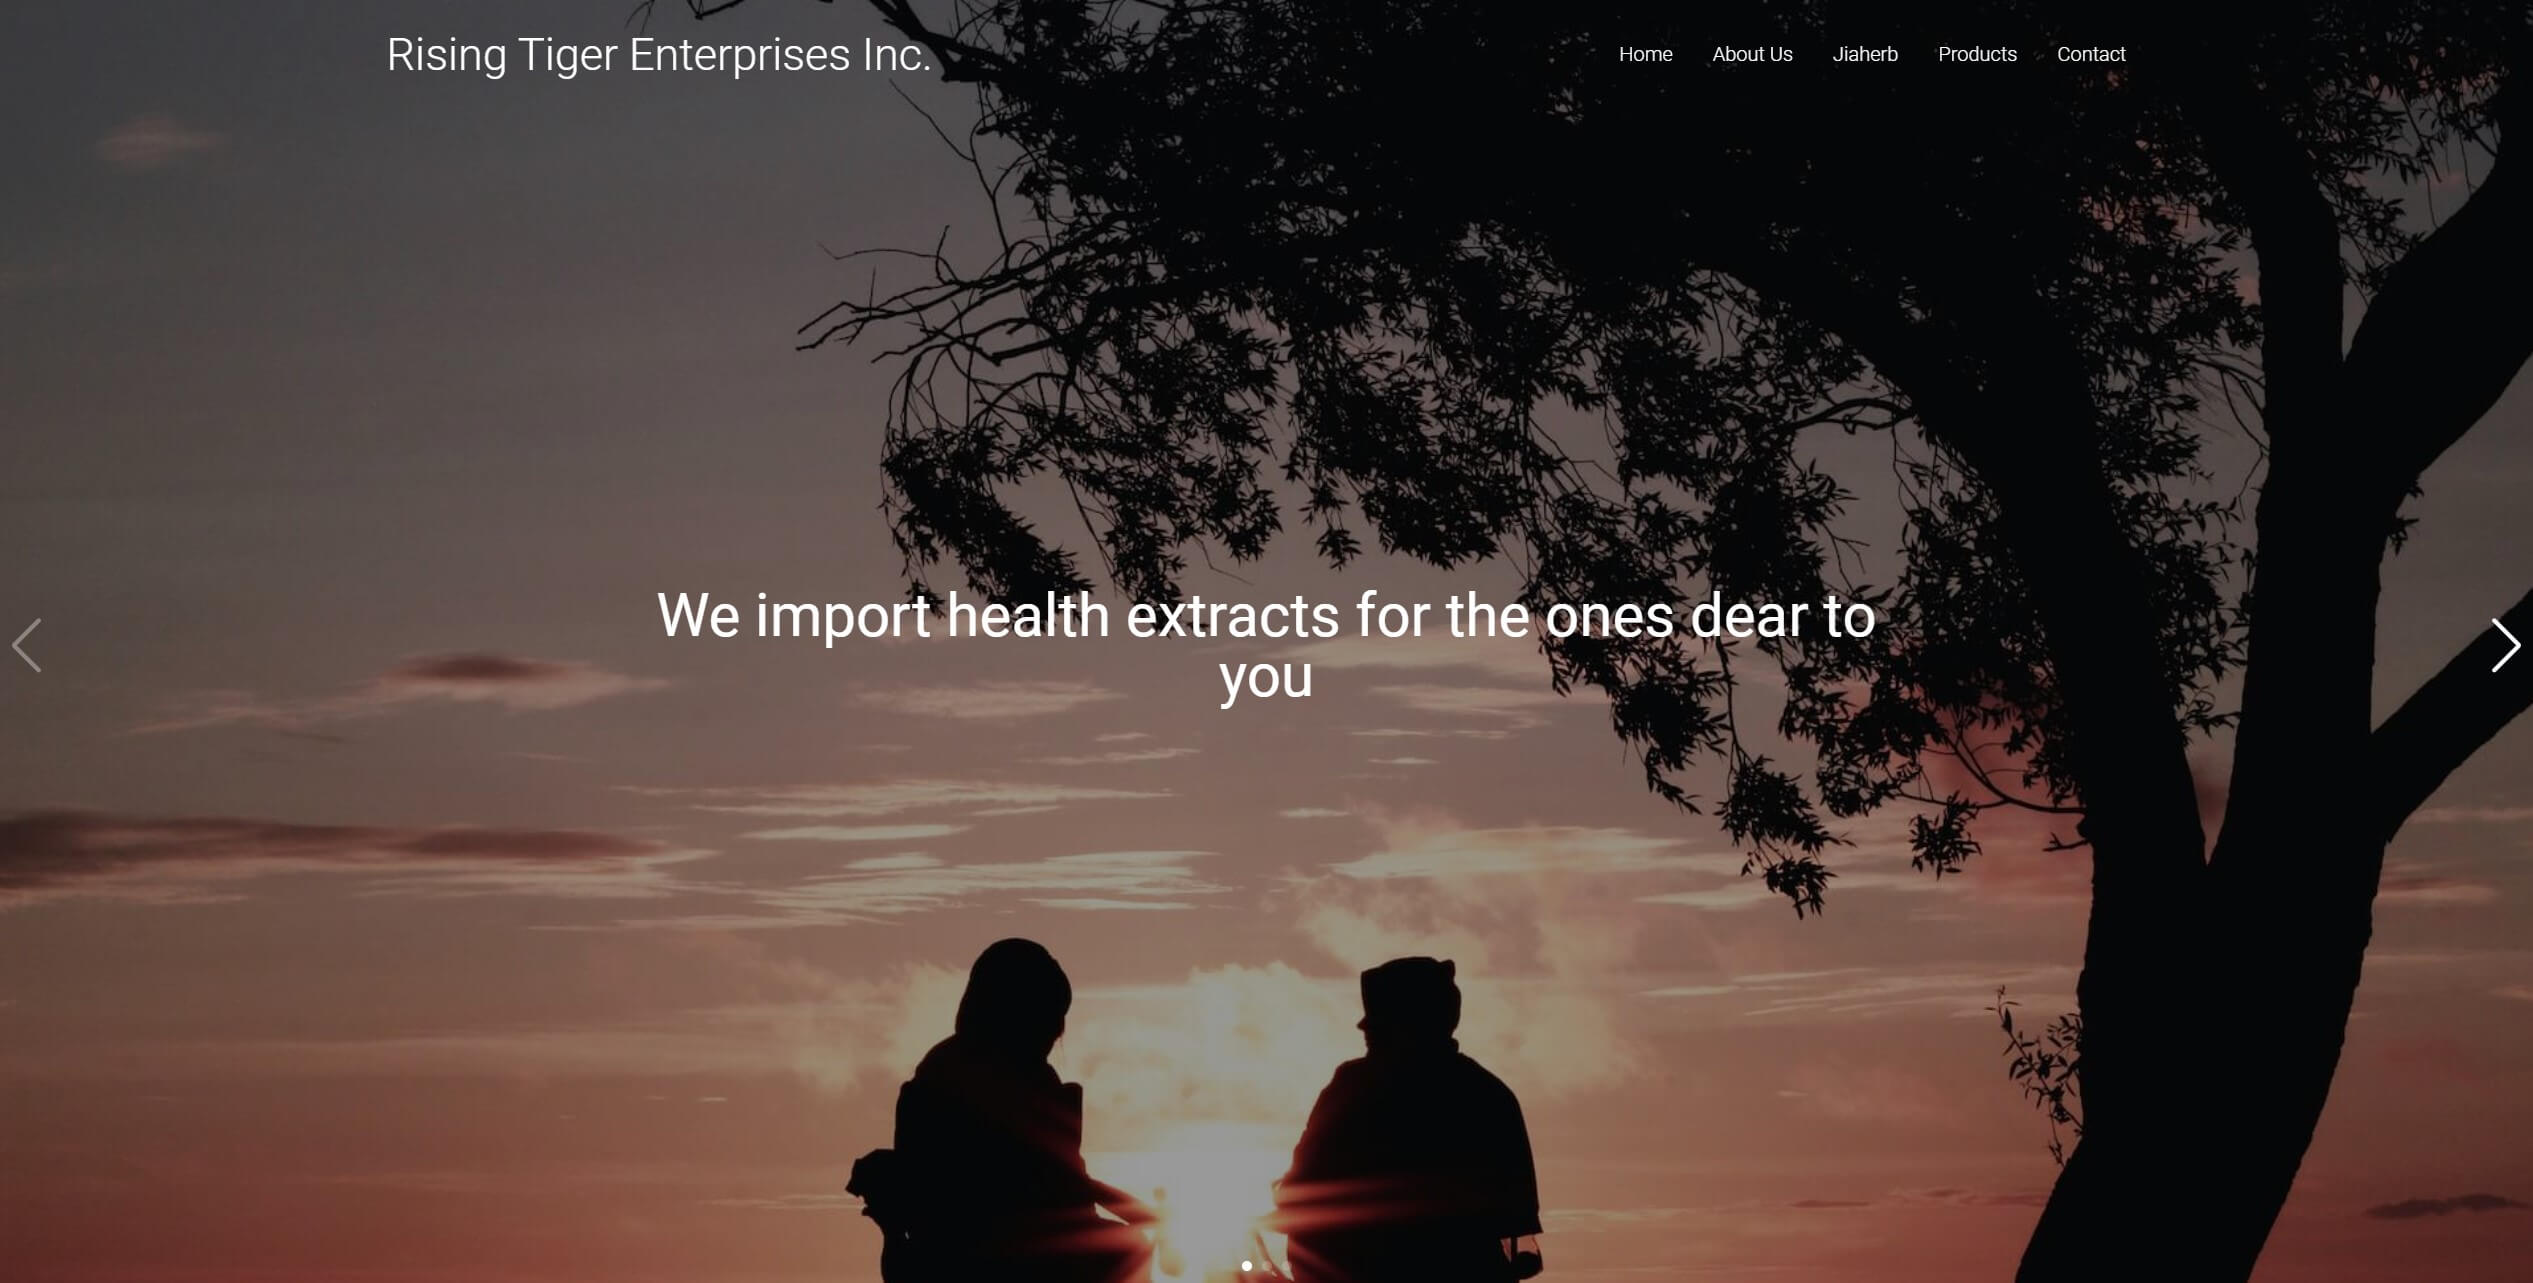 Rising Tiger Enterprises Inc.
Home About Us Jiaherb Products Contact
We import health extracts for the ones dear to
you